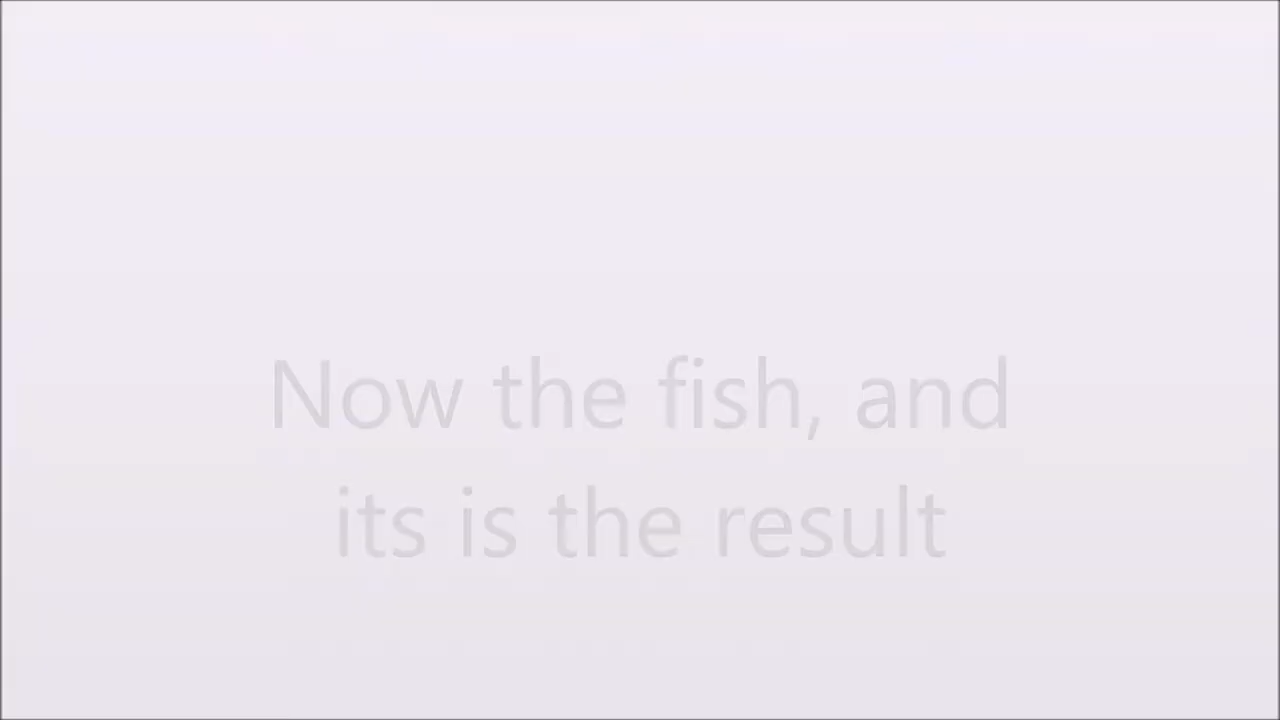 Now the fish, and
its is the result